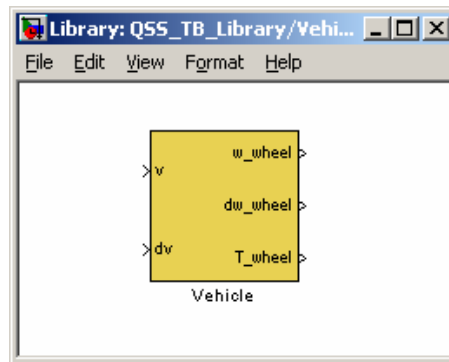 Library: QSS_TB_Library/Vehi...
File Edit View Format Help
w_wheel
v
dw_wheel
dv
T_wheel
Vehicle